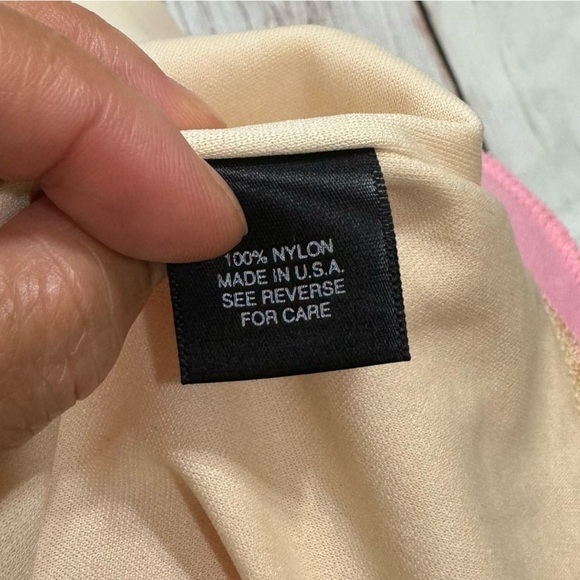 100% NYLON
MADE IN U.S.A.
SEE REVERSE
FOR CARE